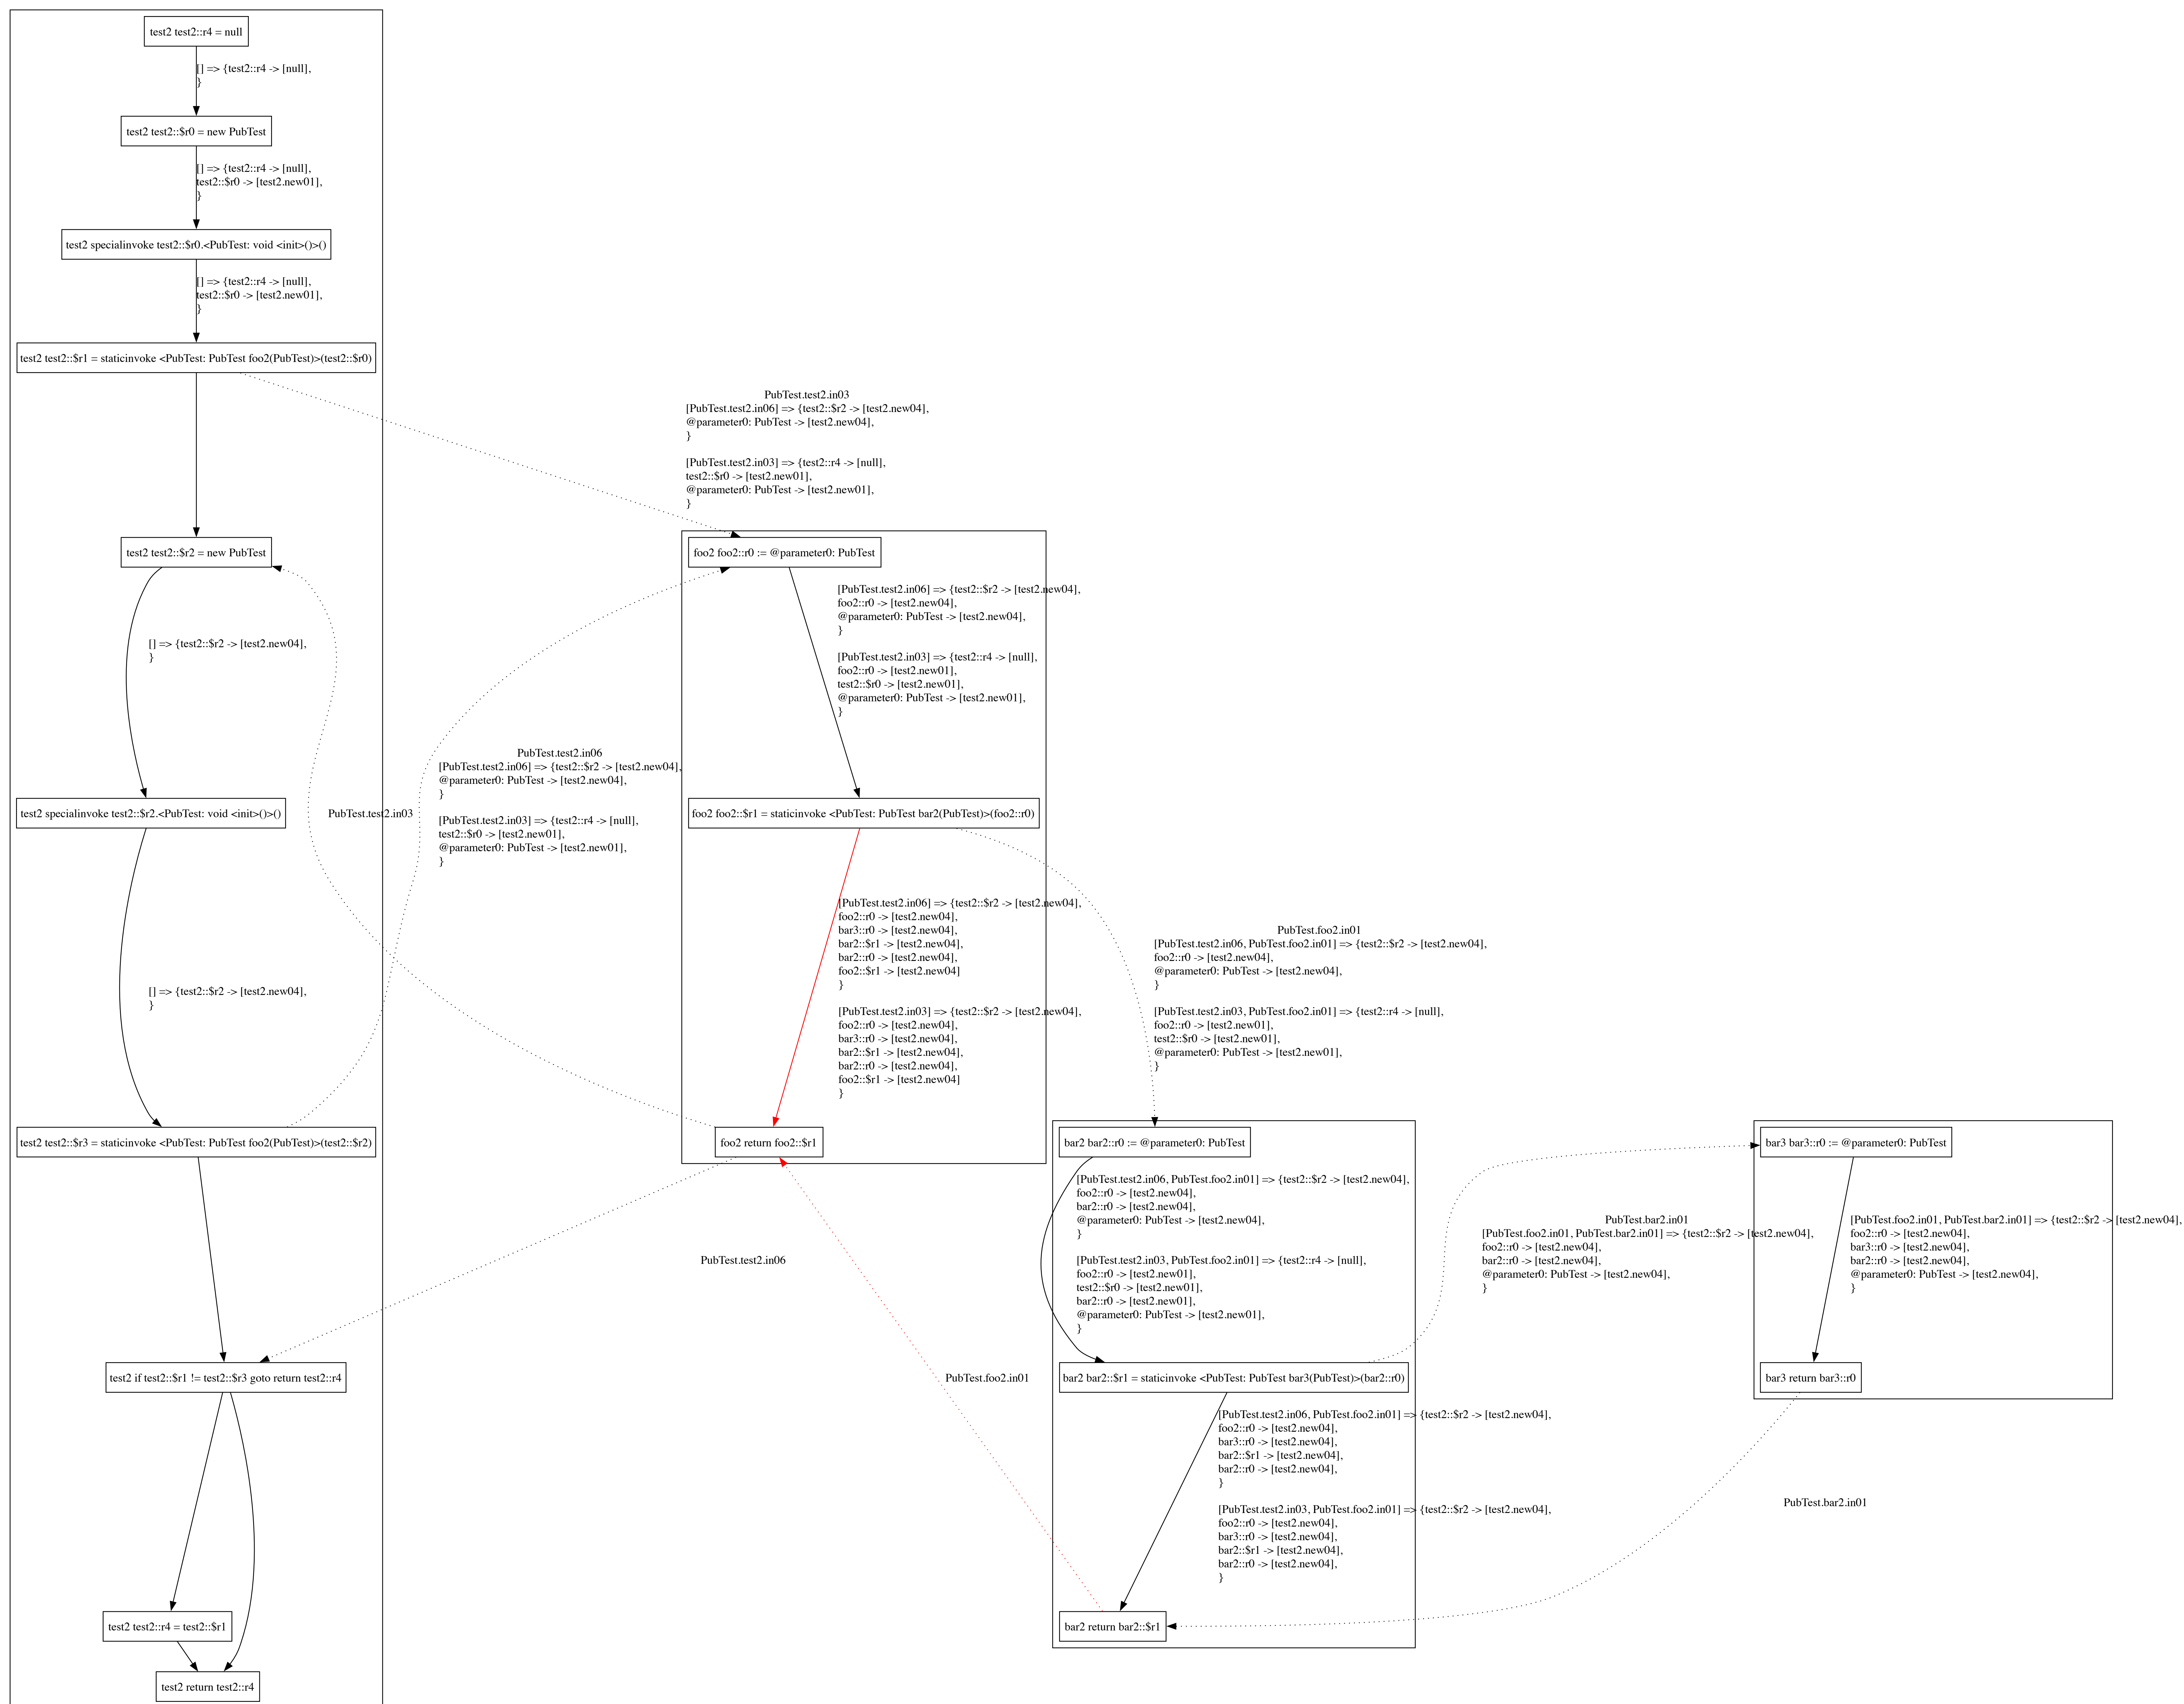 test2 test2::r4 = null
[] => {test2::r4 -> [null],
}
test2 test2::$r0 = new PubTest
[] => {test2::r4 -> [null],
test2::$r0 -> [test2.new01],
}
test2 specialinvoke test2::$r0.<PubTest: void <init>()>()
[] => {test2::r4 -> [null],
test2::$r0 -> [test2.new01],
}
test2 test2::$r1 = staticinvoke <PubTest: PubTest foo2(PubTest)>(test2::$r0)
test2 test2::$r2 = new PubTest
[] => {test2::$r2 -> [test2.new04],
}
test2 specialinvoke test2::$r2.<PubTest: void <init>()>()
[] => {test2::$r2 -> [test2.new04],
}
test2 test2::$r3 = staticinvoke <PubTest: PubTest foo2(PubTest)>(test2::$r2)
test2 if test2::$r1 != test2::$r3 goto return test2::r4
test2 test2::r4 = test2::$r1
test2 return test2::r4
PubTest.test2.in03
PubTest.test2.in06
[PubTest.test2.in06] => {test2::$r2 -> [test2.new04],
@parameter0: PubTest -> [test2.new04],
}
[PubTest.test2.in03] => {test2::r4 -> [null],
test2::$r0 -> [test2.new01],
@parameter0: PubTest -> [test2.new01],
}
PubTest.test2.in03
[PubTest.test2.in06] => {test2::$r2 -> [test2.new04],
@parameter0: PubTest -> [test2.new04],
}
[PubTest.test2.in03] => {test2::r4 -> [null],
test2::$r0 -> [test2.new01],
@parameter0: PubTest -> [test2.new01],
}
foo2 foo2::r0 := @parameter0: PubTest
[PubTest.test2.in06] => {test2::$r2 -> [test2.new04],
foo2::r0 -> [test2.new04],
@parameter0: PubTest -> [test2.new04],
}
[PubTest.test2.in03] => {test2::r4 -> [null],
foo2::r0 -> [test2.new01],
test2::$r0 -> [test2.new01],
@parameter0: PubTest -> [test2.new01],
}
foo2 foo2::$r1 = staticinvoke <PubTest: PubTest bar2(PubTest)>(foo2::r0)
[PubTest.test2.in06] => {test2::$r2 -> [test2.new04],
foo2::r0 -> [test2.new04],
bar3::r0 -> [test2.new04],
bar2::$r1 -> [test2.new04],
bar2::r0 -> [test2.new04],
foo2::$r1 -> [test2.new04]
}
[PubTest.test2.in03] => {test2::$r2 -> [test2.new04],
foo2::r0 -> [test2.new04],
bar3::r0 -> [test2.new04],
bar2::$r1 -> [test2.new04],
bar2::r0 -> [test2.new04],
foo2::$r1 -> [test2.new04]
}
foo2 return foo2::$r1
PubTest.test2.in06
PubTest.foo2.in01
PubTest.foo2.in01
[PubTest.test2.in06, PubTest.foo2.in01] => {test2::$r2 -> [test2.new04],
foo2::r0 -> [test2.new04],
@parameter0: PubTest -> [test2.new04],
}
[PubTest.test2.in03, PubTest.foo2.in01] => {test2::r4 -> [null],
foo2::r0 -> [test2.new01],
test2::$r0 -> [test2.new01],
@parameter0: PubTest -> [test2.new01],
}
bar2 bar2::r0 := @parameter0: PubTest
[PubTest.test2.in06, PubTest.foo2.in01] => {test2::$r2 -> [test2.new04],
foo2::r0 -> [test2.new04],
bar2::r0 -> [test2.new04],
@parameter0: PubTest -> [test2.new04],
}
[PubTest.test2.in03, PubTest.foo2.in01] => {test2::r4 -> [null],
foo2::r0 -> [test2.new01],
test2::$r0 -> [test2.new01],
bar2::r0 -> [test2.new01],
@parameter0: PubTest -> [test2.new01],
}
bar2 bar2::$r1 = staticinvoke <PubTest: PubTest bar3(PubTest)>(bar2::r0)
[PubTest.test2.in06, PubTest.foo2.in01] => {test2::$r2 -> [test2.new04],
foo2::r0 -> [test2.new04],
bar3::r0 -> [test2.new04],
bar2::$r1 -> [test2.new04],
bar2::r0 -> [test2.new04],
}
[PubTest.test2.in03, PubTest.foo2.in01] => {test2::$r2 -> [test2.new04],
foo2::r0 -> [test2.new04],
bar3::r0 -> [test2.new04],
bar2::$r1 -> [test2.new04],
bar2::r0 -> [test2.new04],
}
bar2 return bar2::$r1
PubTest.bar2.in01
[PubTest.foo2.in01, PubTest.bar2.in01] => {test2::$r2 -> [test2.new04],
foo2::r0 -> [test2.new04],
bar2::r0 -> [test2.new04],
@parameter0: PubTest -> [test2.new04],
}
bar3 bar3::r0 := @parameter0: PubTest
[PubTest.foo2.in01, PubTest.bar2.in01] => {test2::$r2 -> [test2.new04],
foo2::r0 -> [test2.new04],
bar3::r0 -> [test2.new04],
bar2::r0 -> [test2.new04],
@parameter0: PubTest -> [test2.new04],
}
bar3 return bar3::r0
PubTest.bar2.in01